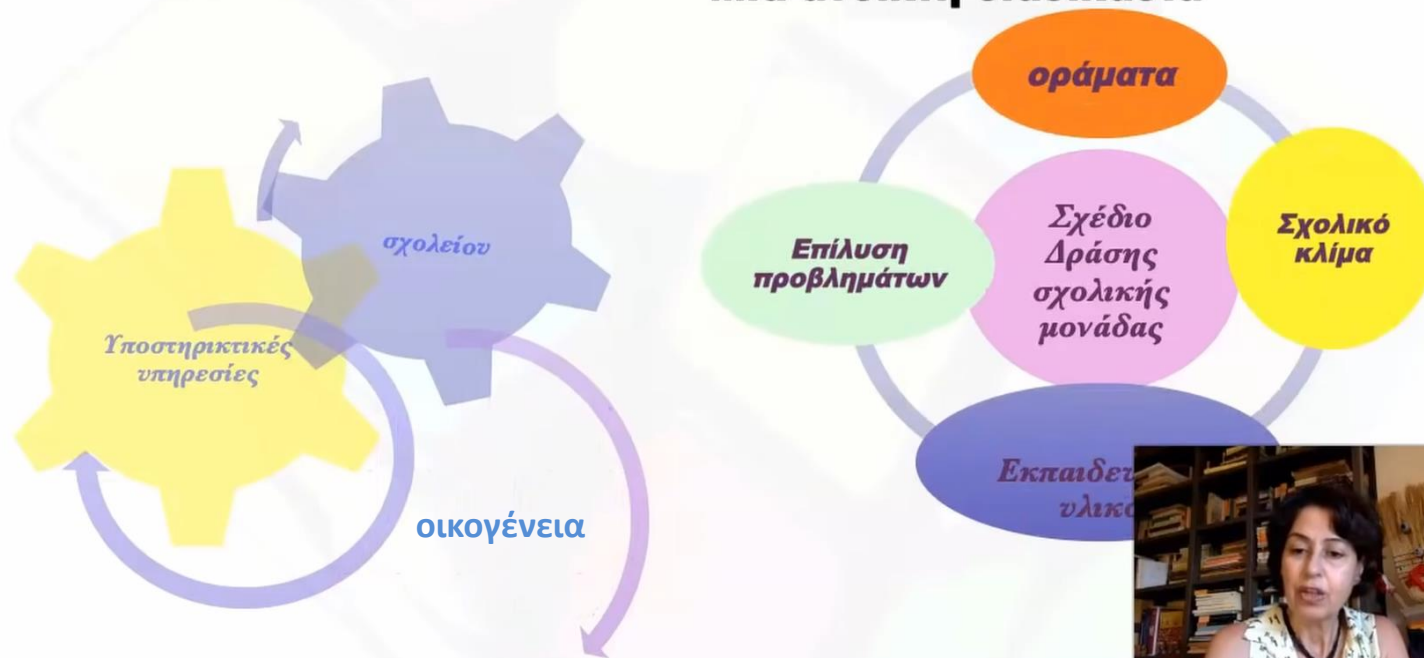 σχολείου
Υποστηρικτικές
υπηρεσίες
οικογένεια
οράματα
Σχολικό
κλίμα
Επίλυση
προβλημάτων
Σχέδιο
Δράσης
σχολικής
μονάδας